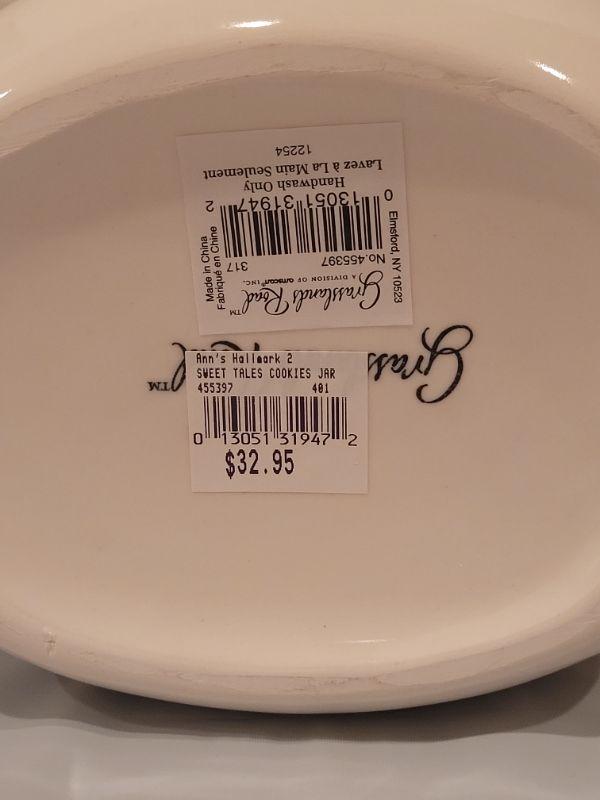 Grasslands Road™
A DIVISION OF amscan® INC.
No.455397 317
0 13051 31947 2
Handwash Only
Lavez à La Main Seulement
12254
Elmsford, NY 10523
Made in China
Fabriqué en Chine
Grass
™
Ann's Hallmark 2
SWEET TALES COOKIES JAR
455397 401
0 13051 31947 2
$32.95